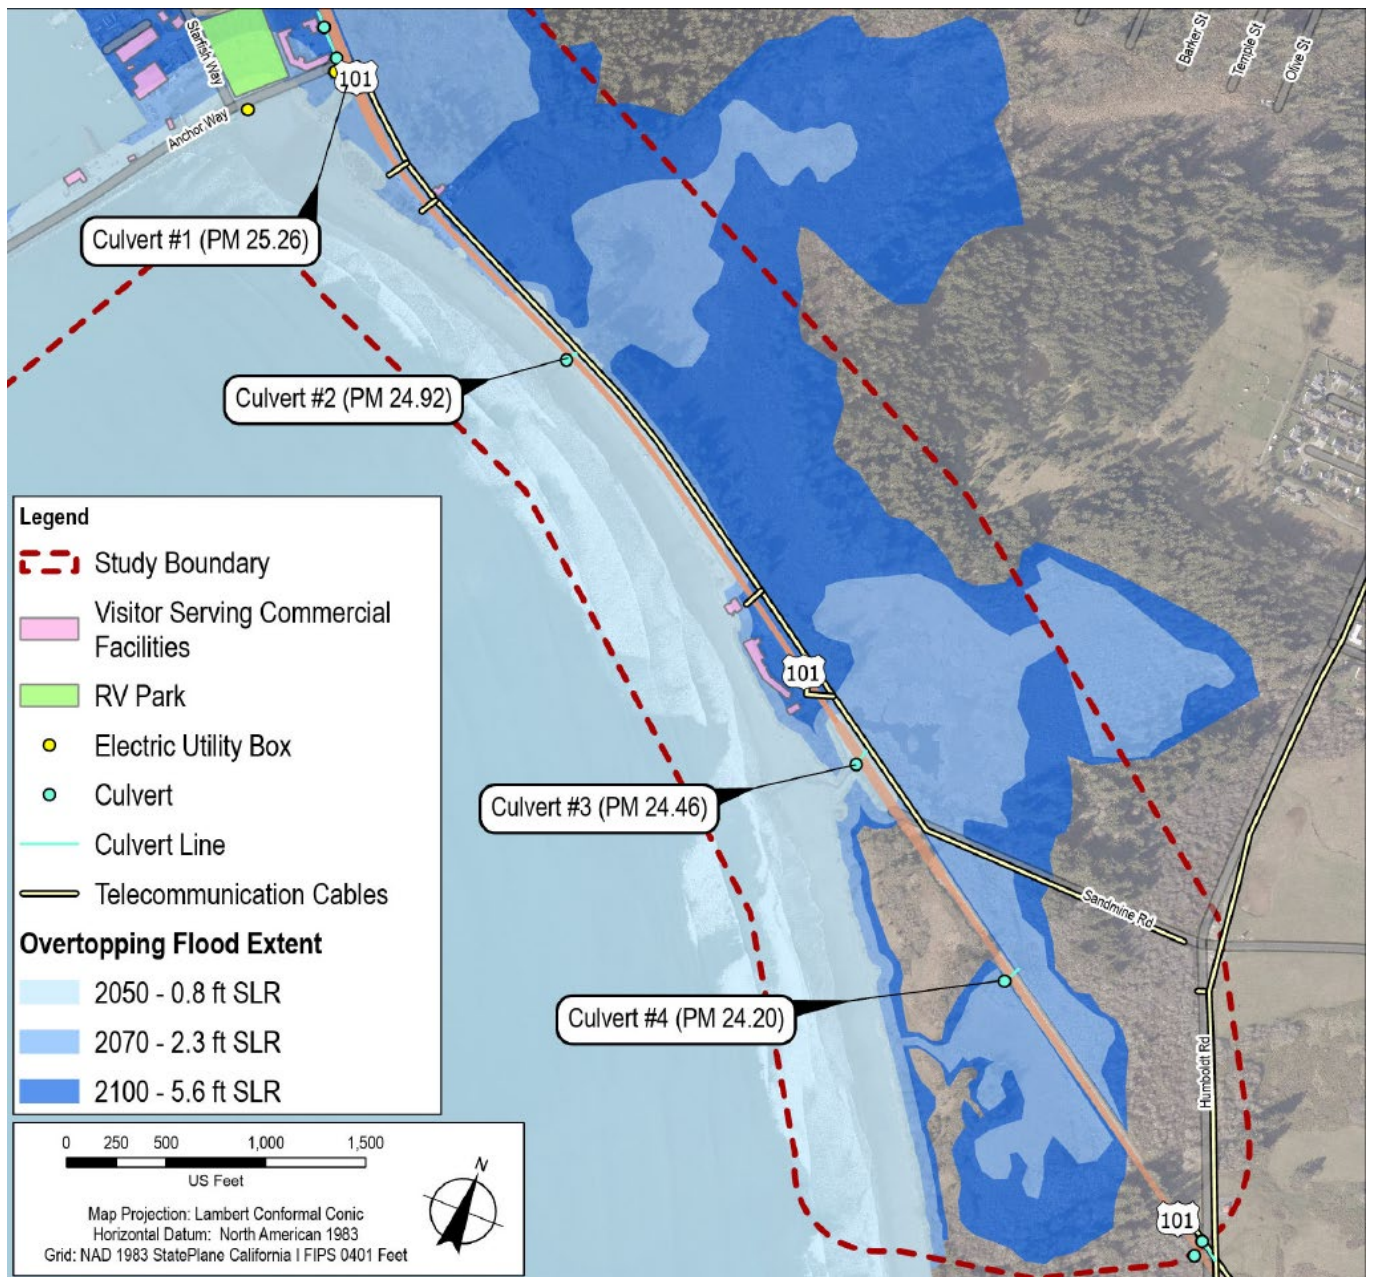 Barker St
Temple St
Olive St
Starfish Way
101
Anchor Way
Culvert #1 (PM 25.26)
Culvert #2 (PM 24.92)
Legend
Study Boundary
Visitor Serving Commercial
Facilities
RV Park
Electric Utility Box
Culvert
Culvert Line
Telecommunication Cables
Overtopping Flood Extent
2050 - 0.8 ft SLR
2070 - 2.3 ft SLR
2100 - 5.6 ft SLR
101
Culvert #3 (PM 24.46)
Sandmine Rd
Culvert #4 (PM 24.20)
Humboldt Rd
101
0 250 500 1,000 1,500
US Feet
N
Map Projection: Lambert Conformal Conic
Horizontal Datum: North American 1983
Grid: NAD 1983 StatePlane California I FIPS 0401 Feet